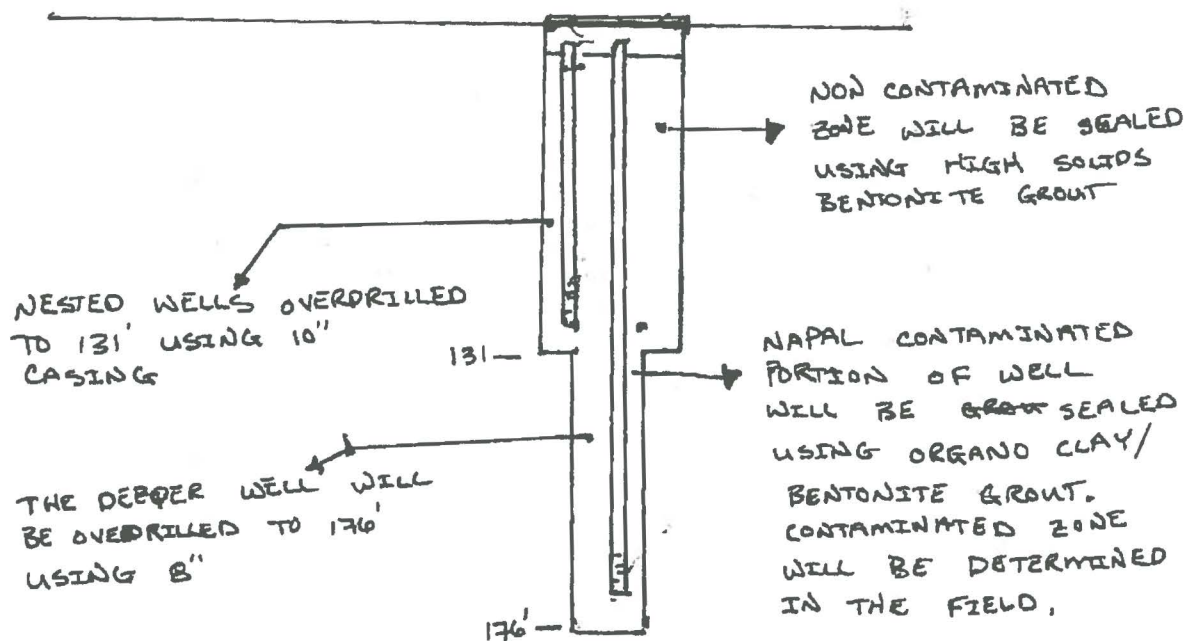 NON CONTAMINATED
ZONE WILL BE SEALED
USING HIGH SOLIDS
BENTONITE GROUT
NESTED WELLS OVERDRILLED
TO 131' USING 10"
CASING
131
NAPAL CONTAMINATED
PORTION OF WELL
WILL BE GROUT SEALED
USING ORGANO CLAY/
BENTONITE GROUT.
CONTAMINATED ZONE
WILL BE DETERMINED
IN THE FIELD.
THE DEEPER WELL WILL
BE OVERDRILLED TO 176'
USING 8"
176'